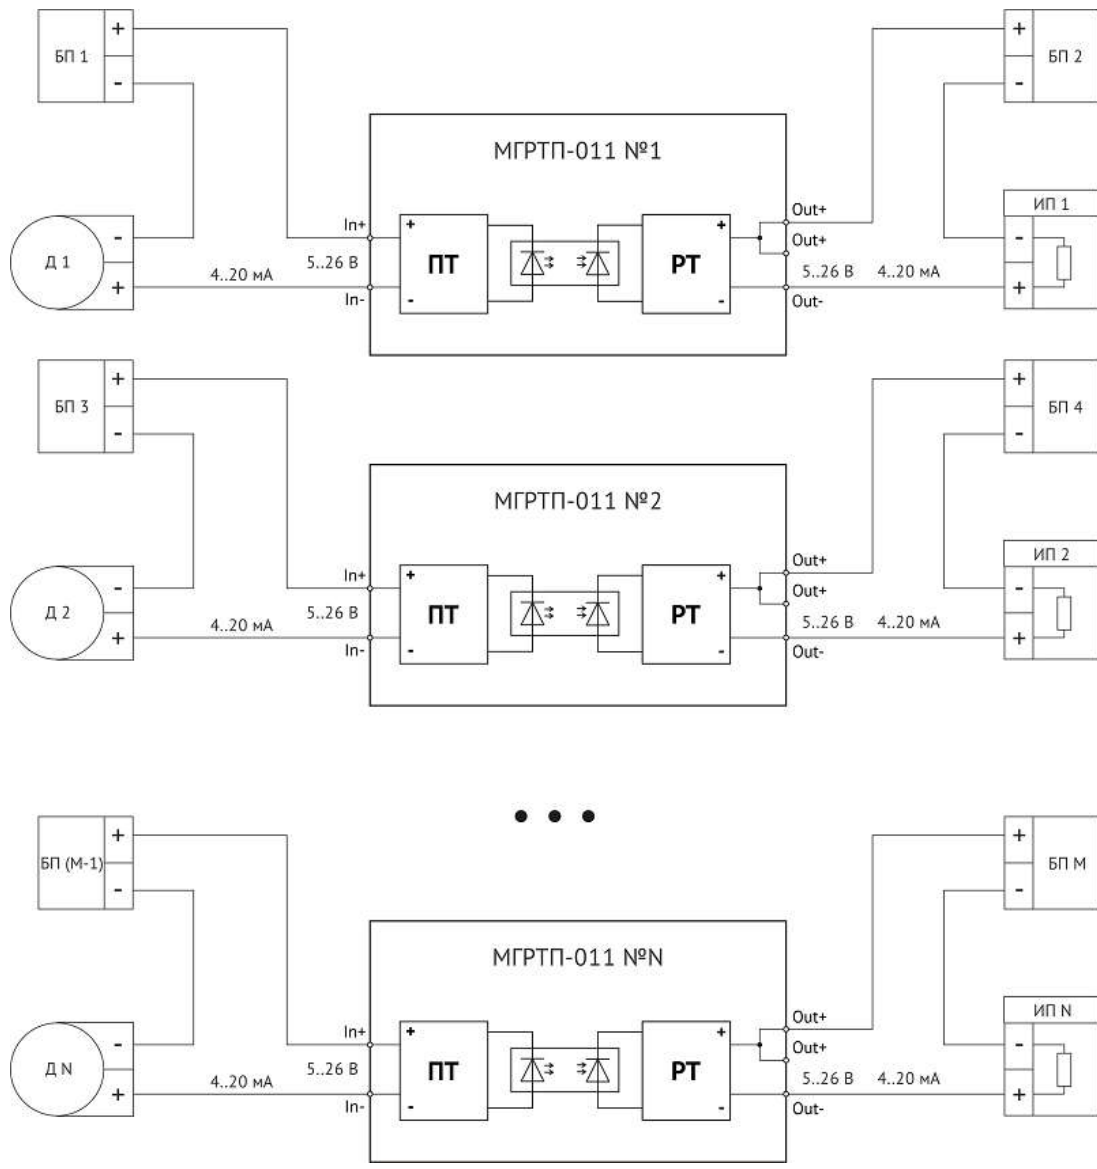 +
БП 1
-
+
БП 2
-
МГРТП-011 №1
In+
+
ПТ
-
5..26 В
In-
+
РТ
-
Out+
Out+
5..26 В 4..20 мА
Out-
-
Д 1
+
4..20 мА
ИП 1
-
+
+
БП 3
-
+
БП 4
-
МГРТП-011 №2
In+
+
ПТ
-
5..26 В
In-
+
РТ
-
Out+
Out+
5..26 В 4..20 мА
Out-
-
Д 2
+
4..20 мА
ИП 2
-
+
• • •
+
БП (М-1)
-
+
БП М
-
МГРТП-011 №N
In+
+
ПТ
-
5..26 В
In-
+
РТ
-
Out+
Out+
5..26 В 4..20 мА
Out-
-
Д N
+
4..20 мА
ИП N
-
+